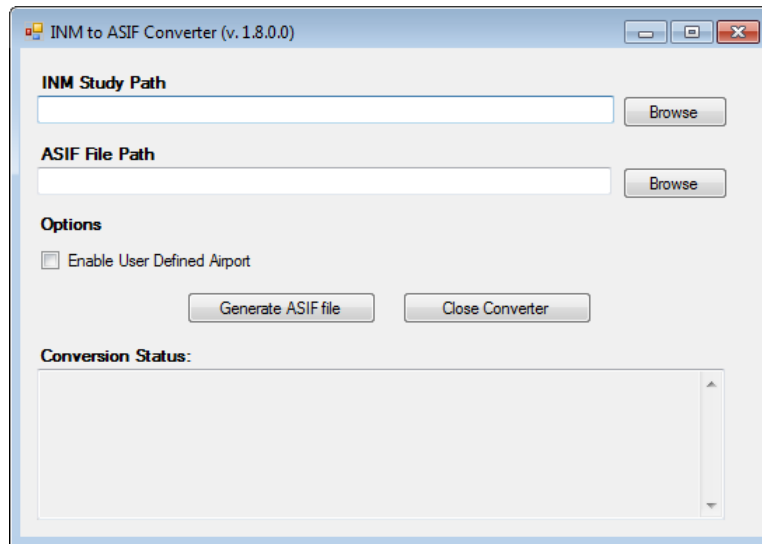 INM to ASIF Converter (v. 1.8.0.0)
INM Study Path
Browse
ASIF File Path
Browse
Options
Enable User Defined Airport
Generate ASIF file Close Converter
Conversion Status: